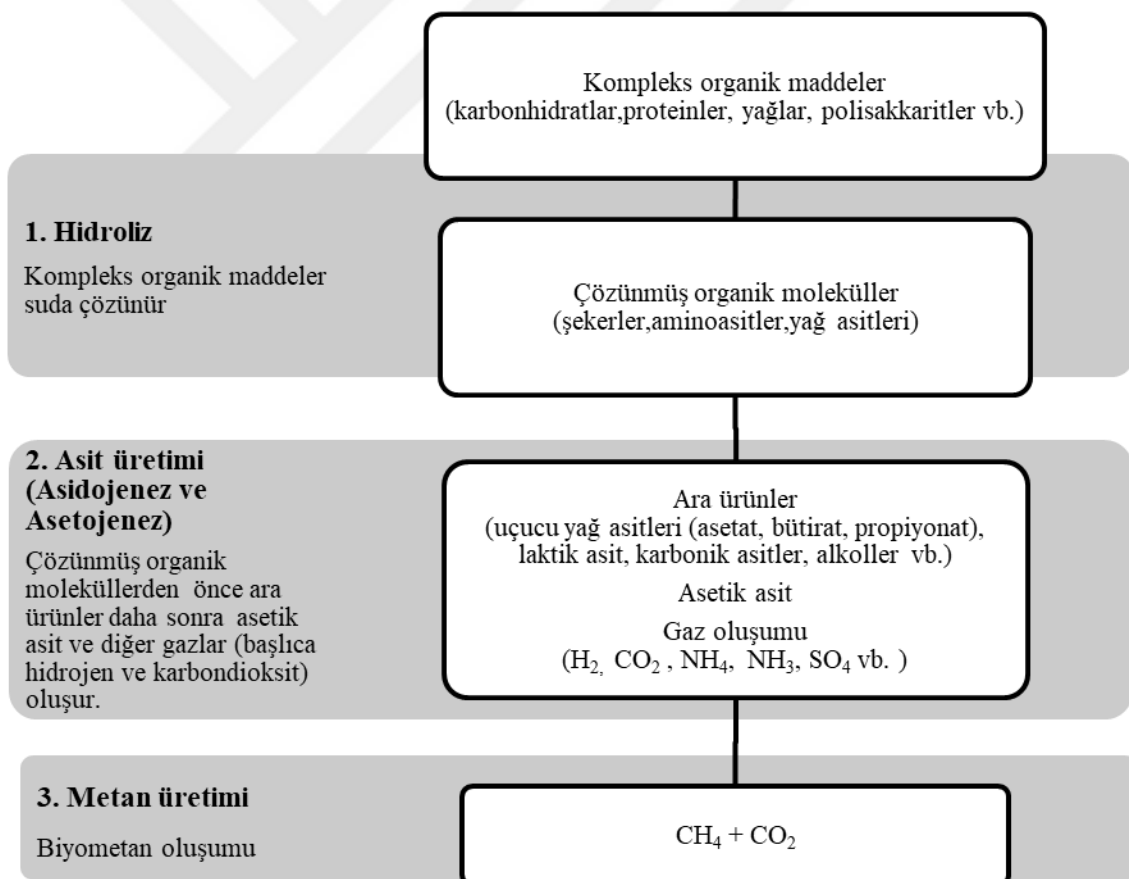 Kompleks organik maddeler
(karbonhidratlar,proteinler, yağlar, polisakkaritler vb.)
1. Hidroliz
Kompleks organik maddeler
suda çözünür
Çözünmüş organik moleküller
(şekerler,aminoasitler,yağ asitleri)
2. Asit üretimi
(Asidojenez ve
Asetojenez)
Çözünmüş organik
moleküllerden önce ara
ürünler daha sonra asetik
asit ve diğer gazlar (başlıca
hidrojen ve karbondioksit)
oluşur.
Ara ürünler
(uçucu yağ asitleri (asetat, bütirat, propiyonat),
laktik asit, karbonik asitler, alkoller vb.)
Asetik asit
Gaz oluşumu
(H₂, CO₂ , NH₄, NH₃, SO₄ vb. )
3. Metan üretimi
Biyometan oluşumu
CH₄ + CO₂